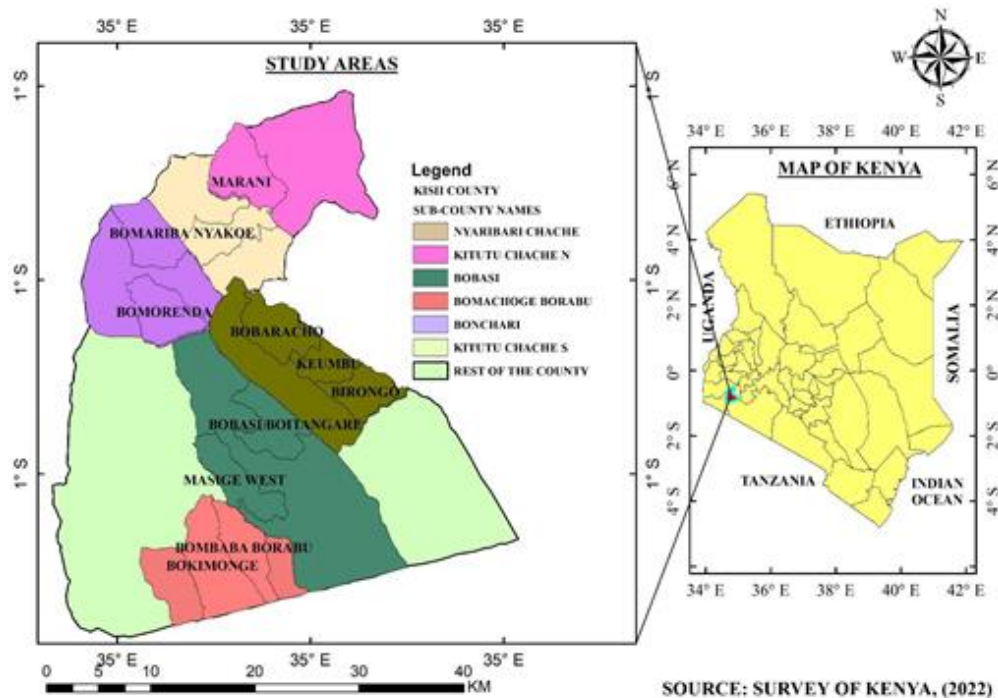 35° E 35° E 35° E
STUDY AREAS
1° S
1° S
1° S
1° S
1° S
1° S
MARANI
BOMARIBA NYAKOE
BOMORENDA
BOBARACHO
KEUMBU
BIRONGO
BOBASI/BOITANGARE
MASIGE WEST
BOMBABA BORABU
BOKIMONGE
Legend
KISII COUNTY
SUB-COUNTY NAMES
NYARIBARI CHACHE
KITUTU CHACHE N
BOBASI
BOMACHOGE BORABU
BONCHARI
KITUTU CHACHE S
REST OF THE COUNTY
35° E 35° E 35° E
0 5 10 20 30 40
KM
N
W E
S
34° E 36° E 38° E 40° E 42° E
MAP OF KENYA
6° N
4° N
2° N
0°
2° S
4° S
ETHIOPIA
UGANDA
SOMALIA
TANZANIA
INDIAN
OCEAN
6° N
4° N
2° N
0°
2° S
4° S
34° E 36° E 38° E 40° E 42° E
SOURCE: SURVEY OF KENYA, (2022)